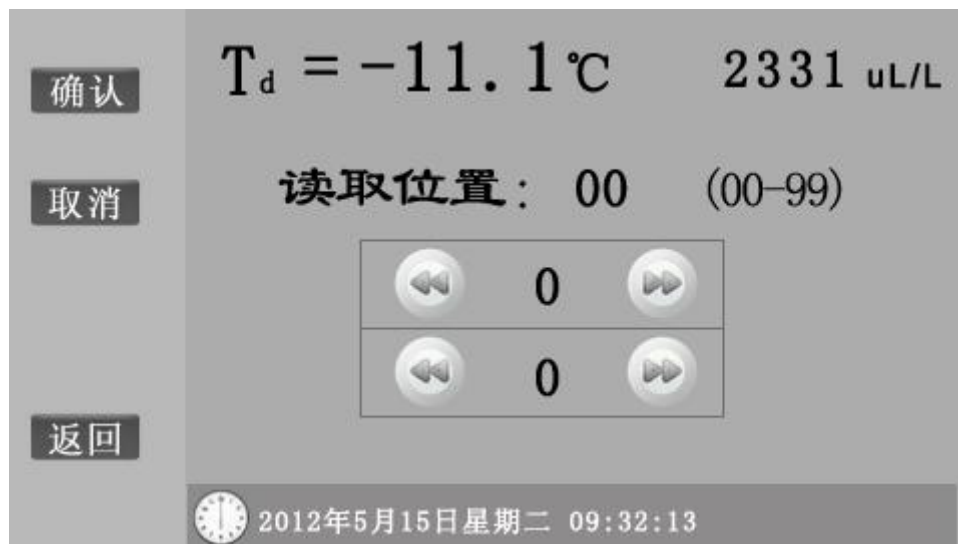 确认
T_d = -11.1℃ 2331 uL/L
取消
读取位置: 00 (00-99)
0
0
返回
2012年5月15日星期二 09:32:13